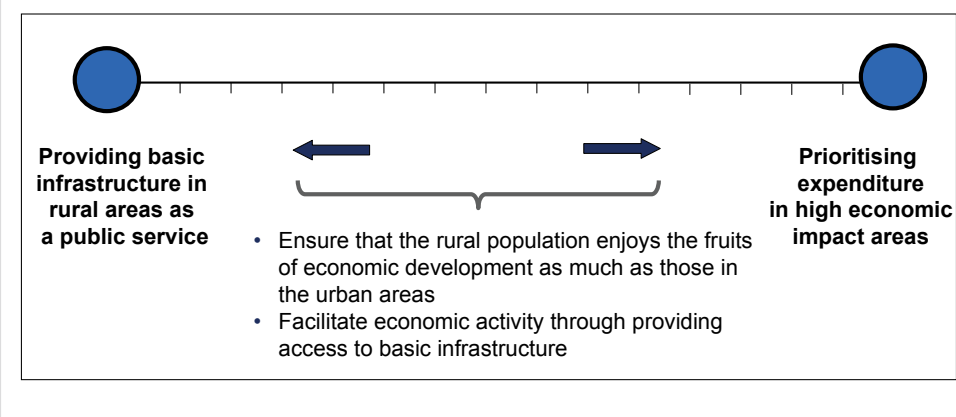 Providing basic
infrastructure in
rural areas as
a public service
Prioritising
expenditure
in high economic
impact areas
• Ensure that the rural population enjoys the fruits
of economic development as much as those in
the urban areas
• Facilitate economic activity through providing
access to basic infrastructure